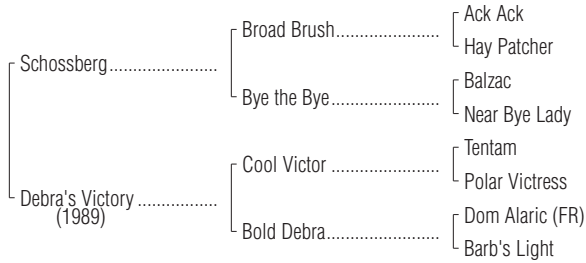 Ack Ack
Broad Brush......................
Hay Patcher
Schossberg......................
Balzac
Bye the Bye......................
Near Bye Lady
Tentam
Cool Victor ......................
Polar Victress
Debra's Victory ................
(1989)
Dom Alaric (FR)
Bold Debra.......................
Barb's Light